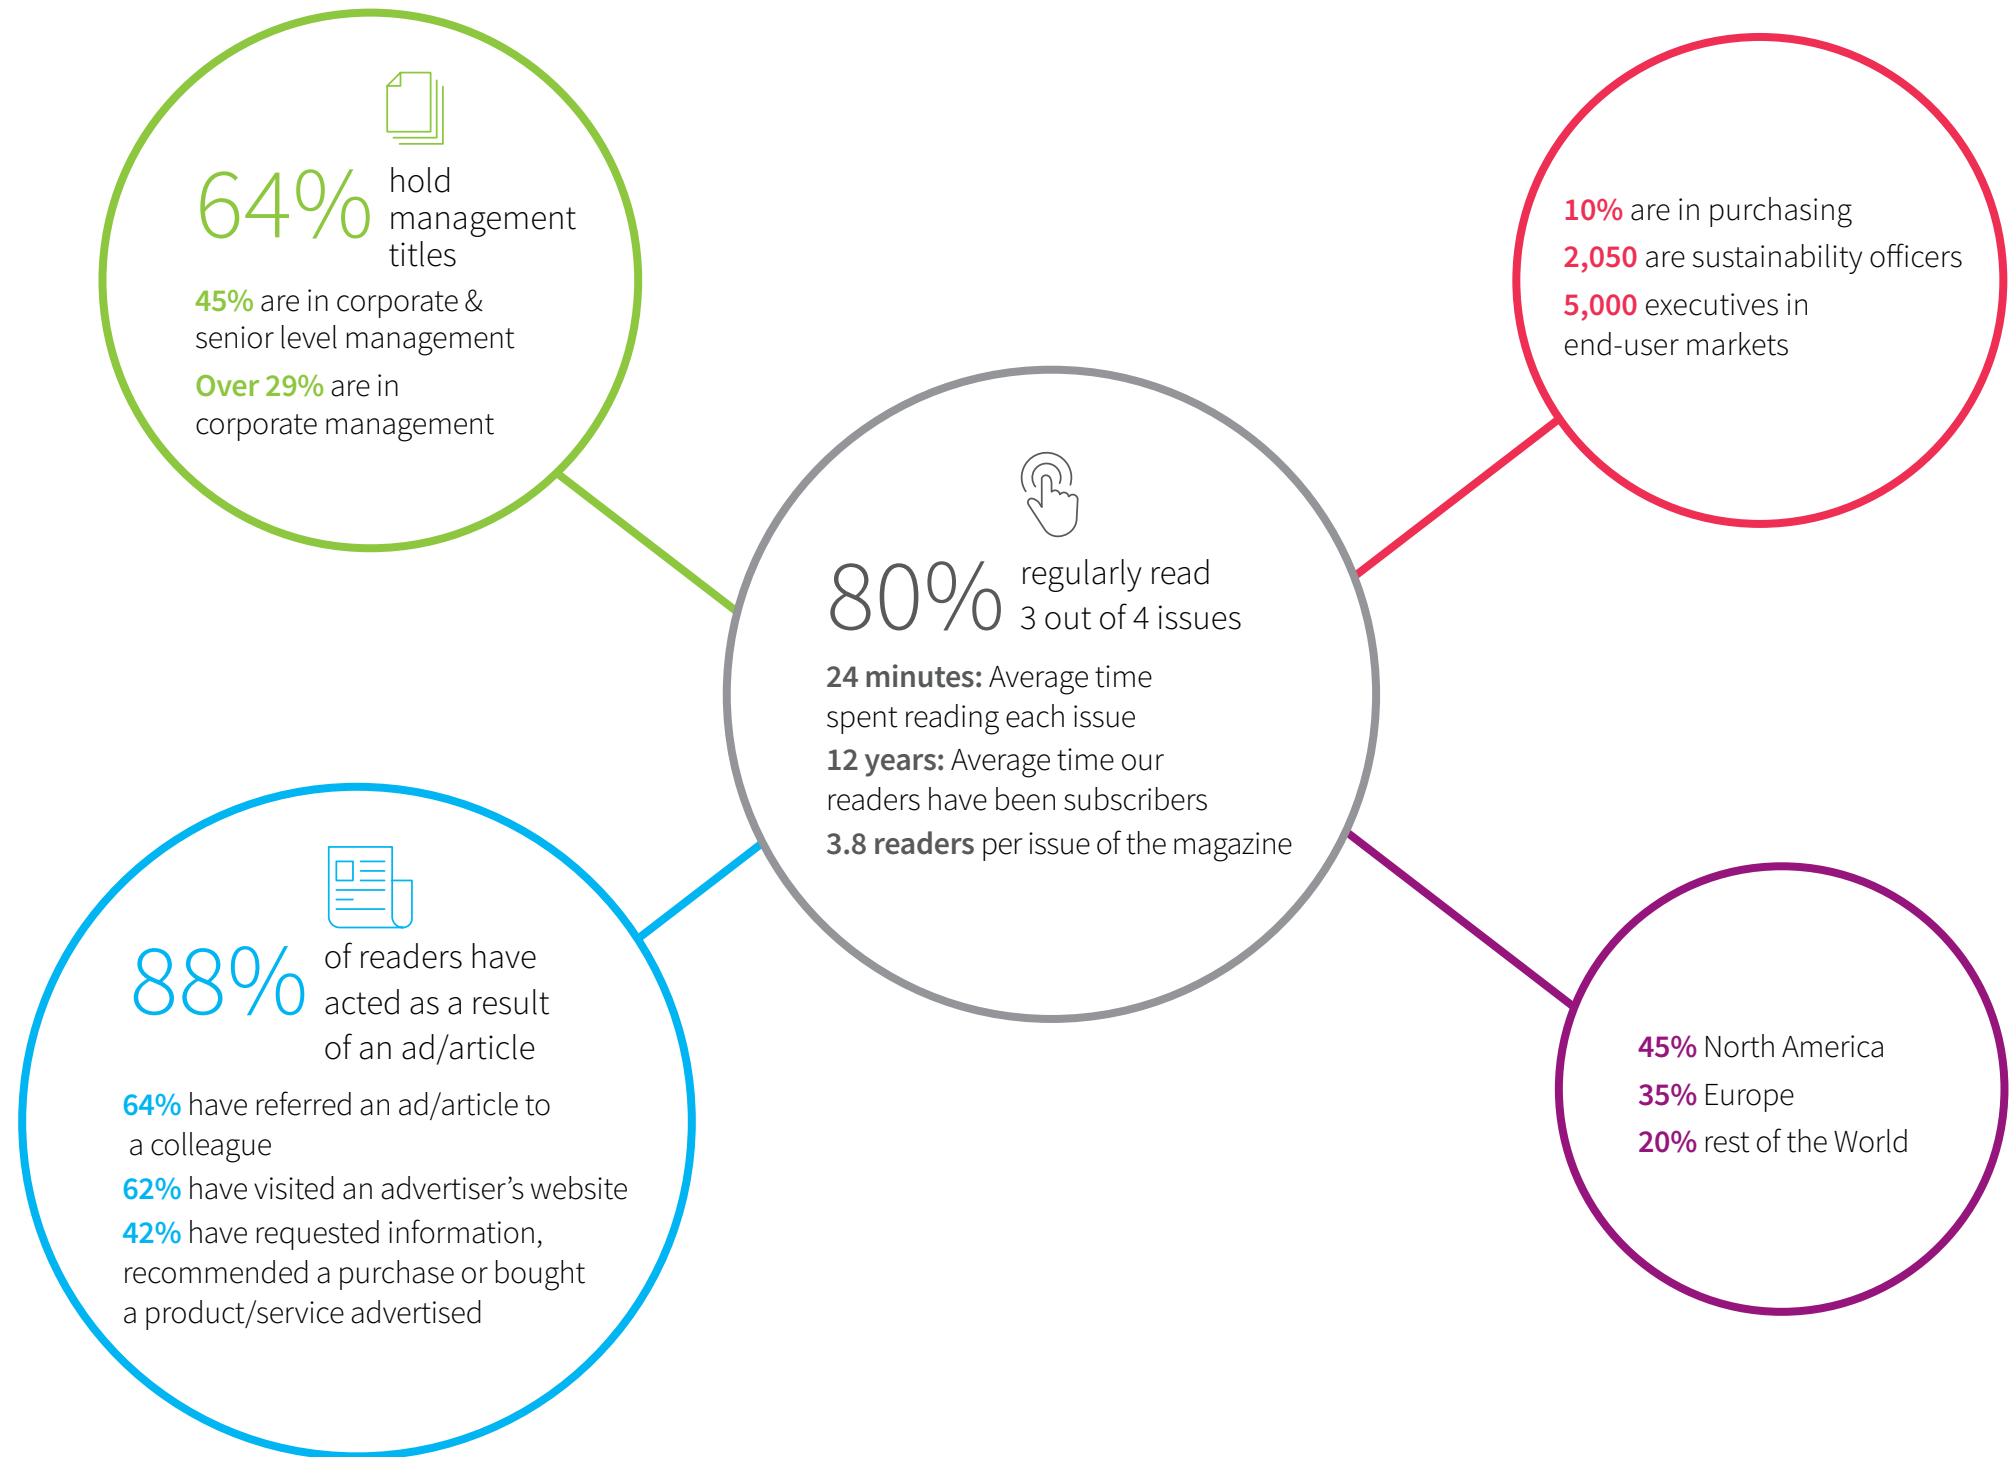 64% hold
management
titles
45% are in corporate &
senior level management
Over 29% are in
corporate management
10% are in purchasing
2,050 are sustainability officers
5,000 executives in
end-user markets
80% regularly read
3 out of 4 issues
24 minutes: Average time
spent reading each issue
12 years: Average time our
readers have been subscribers
3.8 readers per issue of the magazine
88% of readers have
acted as a result
of an ad/article
64% have referred an ad/article to
a colleague
62% have visited an advertiser’s website
42% have requested information,
recommended a purchase or bought
a product/service advertised
45% North America
35% Europe
20% rest of the World